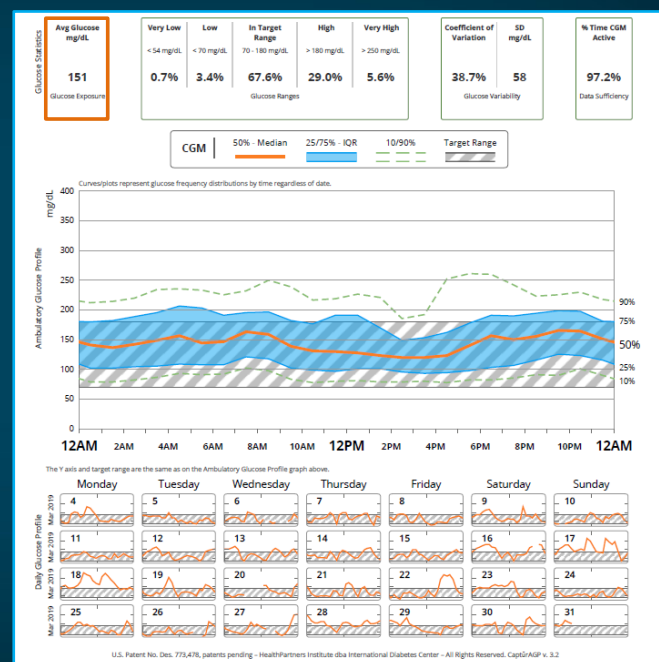 Glucose Statistics
Avg Glucose
mg/dL
151
Glucose Exposure
Very Low
< 54 mg/dL
0.7%
Low
< 70 mg/dL
3.4%
In Target
Range
70 - 180 mg/dL
67.6%
High
> 180 mg/dL
29.0%
Very High
> 250 mg/dL
5.6%
Glucose Ranges
Coefficient of
Variation
38.7%
SD
mg/dL
58
Glucose Variability
% Time CGM
Active
97.2%
Data Sufficiency
CGM
50% - Median
25/75% - IQR
10/90%
Target Range
Curves/plots represent glucose frequency distributions by time regardless of date.
mg/dL
Ambulatory Glucose Profile
400
350
300
250
200
150
100
50
0
90%
75%
50%
25%
10%
12AM 2AM 4AM 6AM 8AM 10AM 12PM 2PM 4PM 6PM 8PM 10PM 12AM
The Y axis and target range are the same as on the Ambulatory Glucose Profile graph above.
Daily Glucose Profile
Monday Tuesday Wednesday Thursday Friday Saturday Sunday
Mar 2019
4 5 6 7 8 9 10
Mar 2019
11 12 13 14 15 16 17
Mar 2019
18 19 20 21 22 23 24
Mar 2019
25 26 27 28 29 30 31
U.S. Patent No. Des. 773,478, patents pending – HealthPartners Institute dba International Diabetes Center – All Rights Reserved. CaptūrAGP v. 3.2